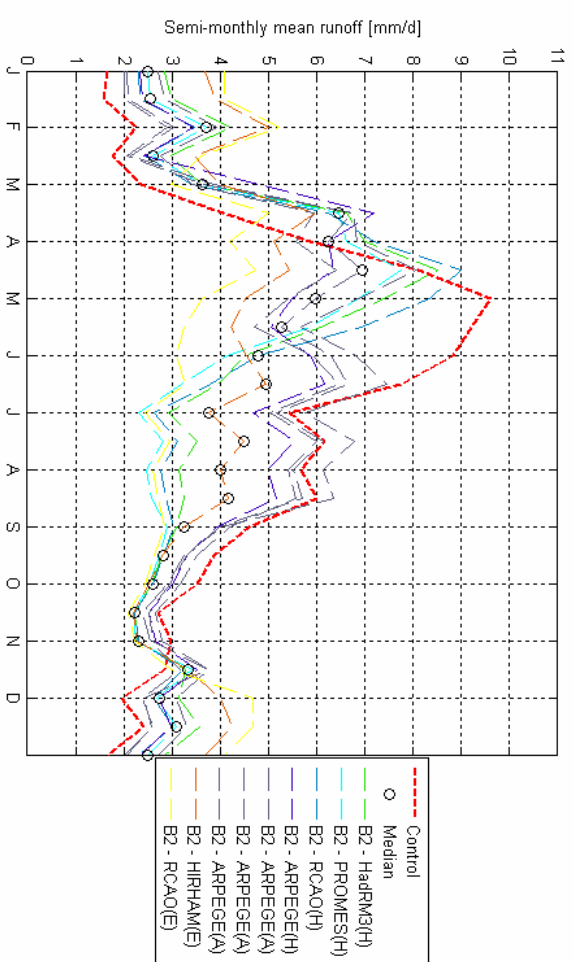 Semi-monthly mean runoff [mm/d]
0 1 2 3 4 5 6 7 8 9 10 11
J F M A M J J A S O N D
Control
Median
B2 - HadRM3(H)
B2 - PROMES(H)
B2 - RCAO(H)
B2 - ARPEGE(H)
B2 - ARPEGE(A)
B2 - ARPEGE(A)
B2 - ARPEGE(A)
B2 - HIRHAM(E)
B2 - RCAO(E)